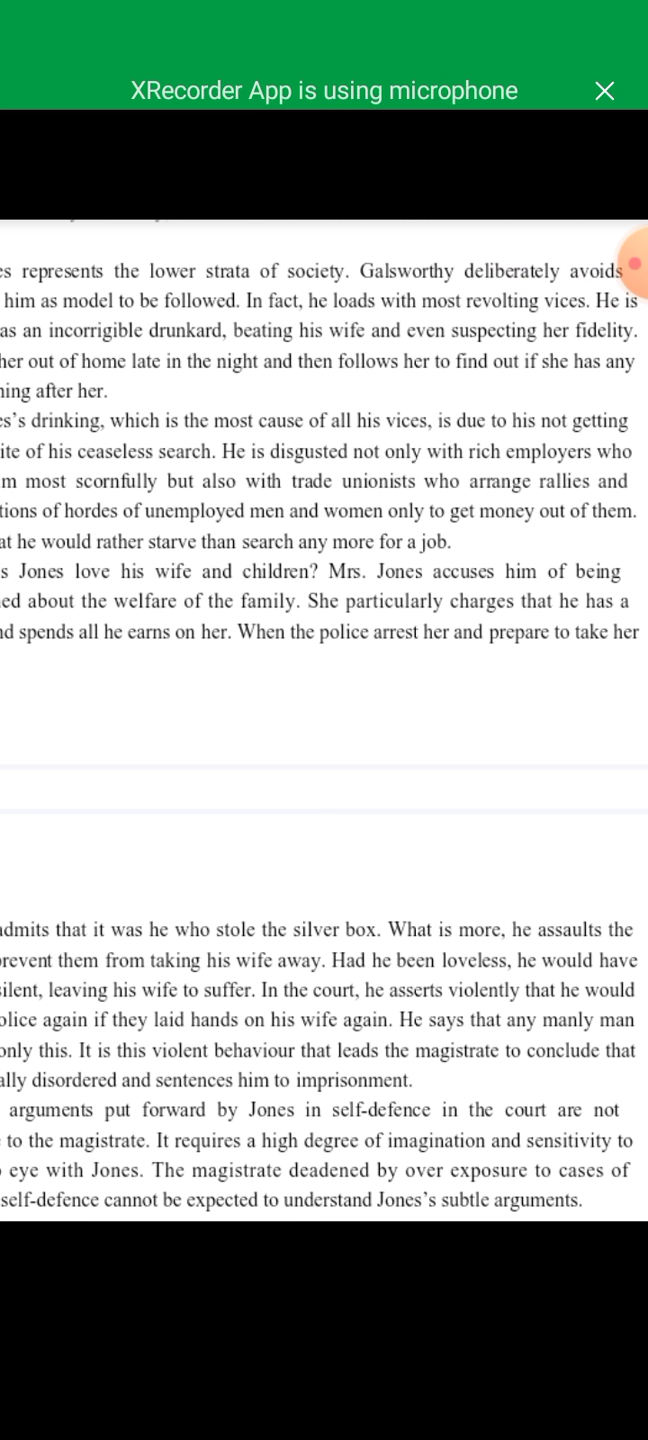 XRecorder App is using microphone
es represents the lower strata of society. Galsworthy deliberately avoids
him as model to be followed. In fact, he loads with most revolting vices. He is
as an incorrigible drunkard, beating his wife and even suspecting her fidelity.
her out of home late in the night and then follows her to find out if she has any
ning after her.
es's drinking, which is the most cause of all his vices, is due to his not getting
ite of his ceaseless search. He is disgusted not only with rich employers who
m most scornfully but also with trade unionists who arrange rallies and
tions of hordes of unemployed men and women only to get money out of them.
at he would rather starve than search any more for a job.
s Jones love his wife and children? Mrs. Jones accuses him of being
ed about the welfare of the family. She particularly charges that he has a
nd spends all he earns on her. When the police arrest her and prepare to take her
admits that it was he who stole the silver box. What is more, he assaults the
prevent them from taking his wife away. Had he been loveless, he would have
silent, leaving his wife to suffer. In the court, he asserts violently that he would
olice again if they laid hands on his wife again. He says that any manly man
only this. It is this violent behaviour that leads the magistrate to conclude that
ally disordered and sentences him to imprisonment.
arguments put forward by Jones in self-defence in the court are not
to the magistrate. It requires a high degree of imagination and sensitivity to
eye with Jones. The magistrate deadened by over exposure to cases of
self-defence cannot be expected to understand Jones's subtle arguments.